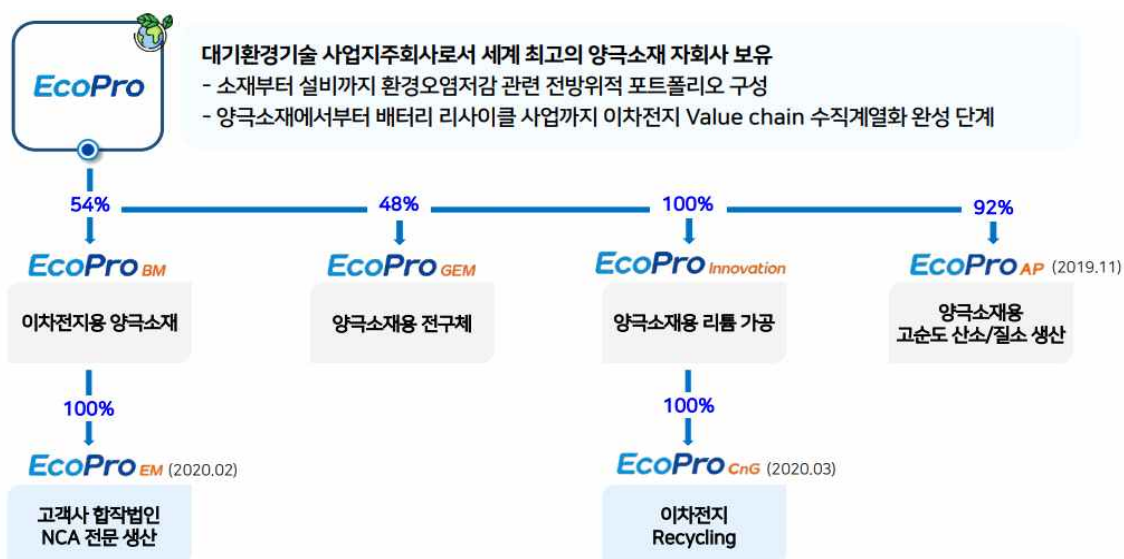 EcoPro
대기환경기술 사업지주회사로서 세계 최고의 양극소재 자회사 보유
- 소재부터 설비까지 환경오염저감 관련 전방위적 포트폴리오 구성
- 양극소재에서부터 배터리 리사이클 사업까지 이차전지 Value chain 수직계열화 완성 단계
54%
48%
100%
92%
EcoPro BM
EcoPro GEM
EcoPro Innovation
EcoPro AP (2019.11)
이차전지용 양극소재
양극소재용 전구체
양극소재용 리튬 가공
양극소재용
고순도 산소/질소 생산
100%
100%
EcoPro EM (2020.02)
EcoPro CnG (2020.03)
고객사 합작법인
NCA 전문 생산
이차전지
Recycling